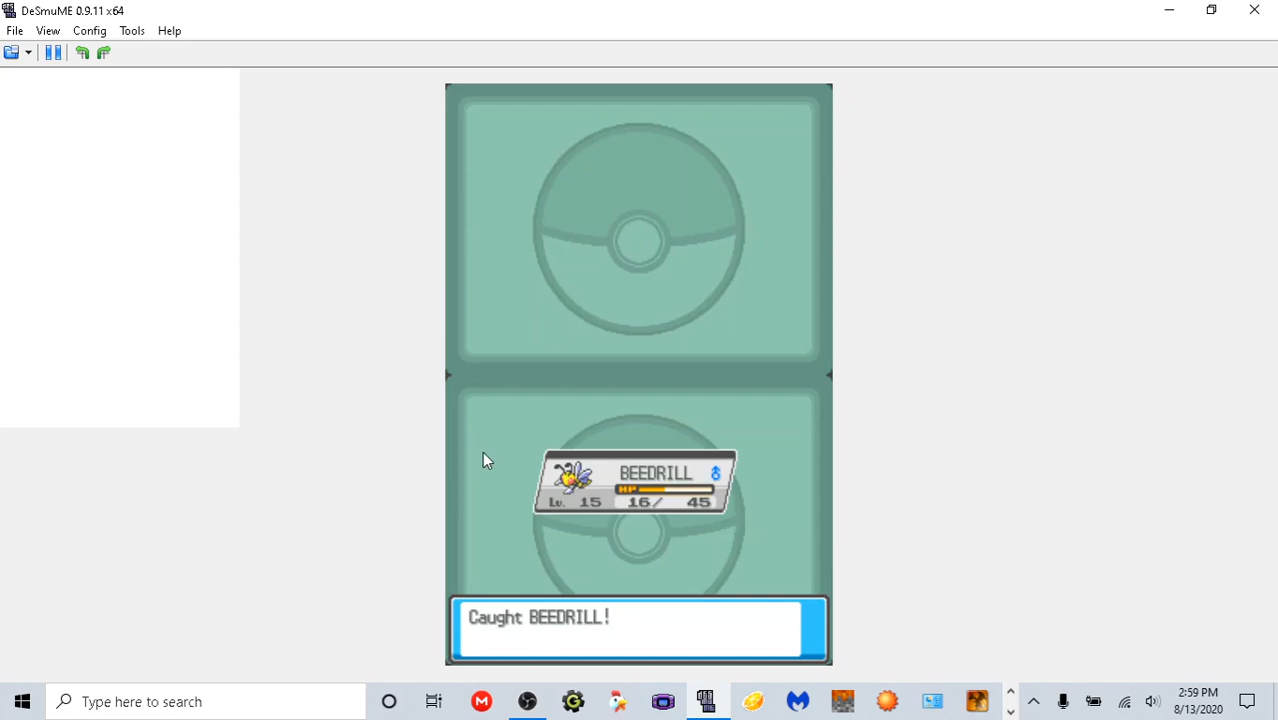 DeSmuME 0.9.11 x64
File View Config Tools Help
BEEDRILL ♂
HP
Lv. 15 16/ 45
Caught BEEDRILL!
Type here to search
2:59 PM
8/13/2020